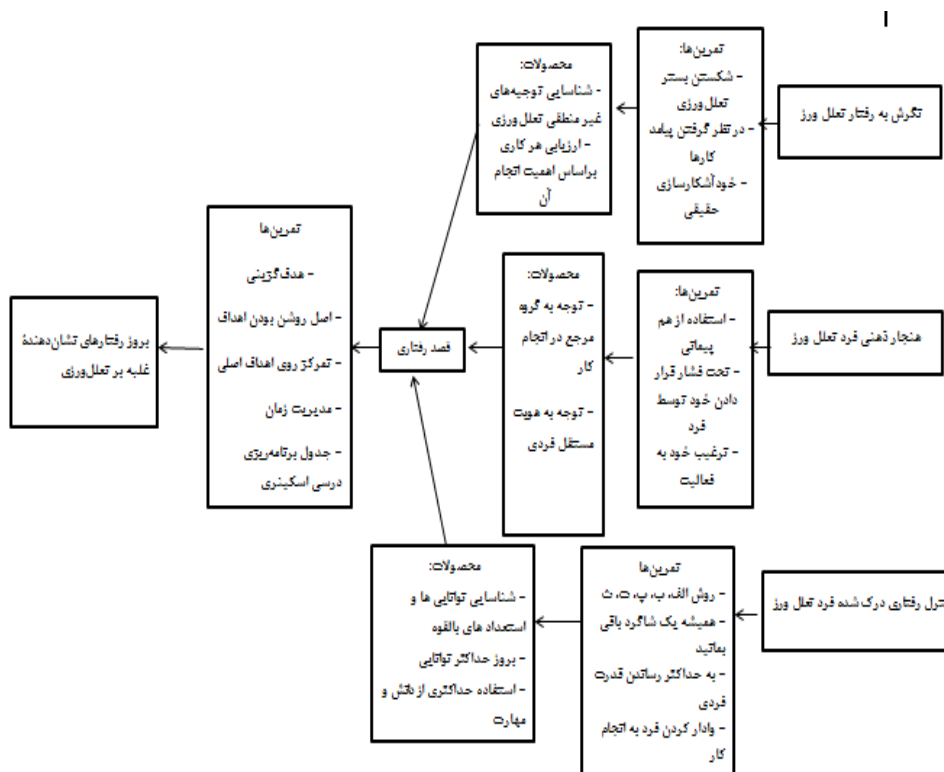 نگرش به رفتار تعلل ورز
تمرین‌ها:
- شکستن بستر
تعلل‌ورزی
- در نظر گرفتن پیامد
کارها
- خودآشکارسازی
حقیقی
محصولات:
- شناسایی توجیه‌های
غیر منطقی تعلل‌ورزی
- ارزیابی هر کاری
براساس اهمیت انجام
آن
هنجار ذهنی فرد تعلل ورز
تمرین‌ها:
- استفاده از هم
پیمانی
- تحت فشار قرار
دادن خود توسط
فرد
- ترغیب خود به
فعالیت
محصولات:
- توجه به گروه
مرجع در انجام
کار
- توجه به هویت
مستقل فردی
نترل رفتاری درک شده فرد تعلل ورز
تمرین‌ها
- روش الف، ب، پ، ت، ث
- همیشه یک شاگرد باقی
بمانید
- به حداکثر رساندن قدرت
فردی
- وادار کردن فرد به انجام
کار
محصولات:
- شناسایی توانایی ها و
استعداد های بالقوه
- بروز حداکثر توانایی
- استفاده حداکثری از دانش و
مهارت
قصد رفتاری
تمرین‌ها
- هدف‌گزینی
- اصل روشن بودن اهداف
- تمرکز روی اهداف اصلی
- مدیریت زمان
- جدول برنامه‌ریزی
درسی اسکینری
بروز رفتارهای نشان‌دهندۀ
غلبه بر تعلل‌ورزی